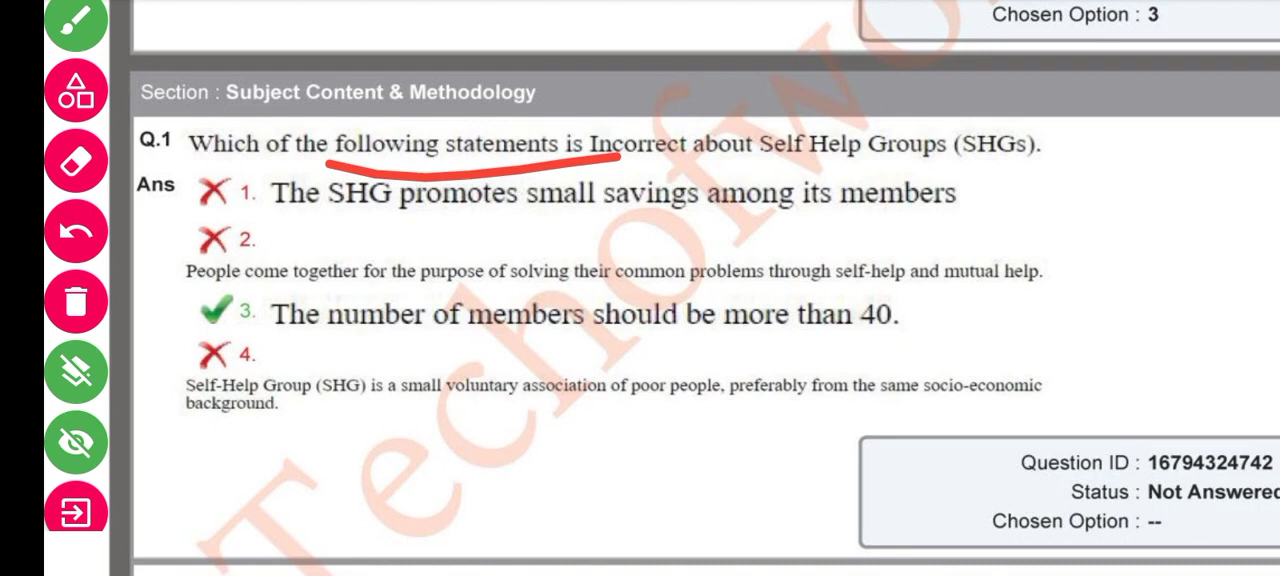 Chosen Option : 3
Section : Subject Content & Methodology
Q.1 Which of the following statements is Incorrect about Self Help Groups (SHGs).
Ans 1. The SHG promotes small savings among its members
2.
People come together for the purpose of solving their common problems through self-help and mutual help.
3. The number of members should be more than 40.
4.
Self-Help Group (SHG) is a small voluntary association of poor people, preferably from the same socio-economic
background.
Question ID : 16794324742
Status : Not Answered
Chosen Option : --
Techofwo